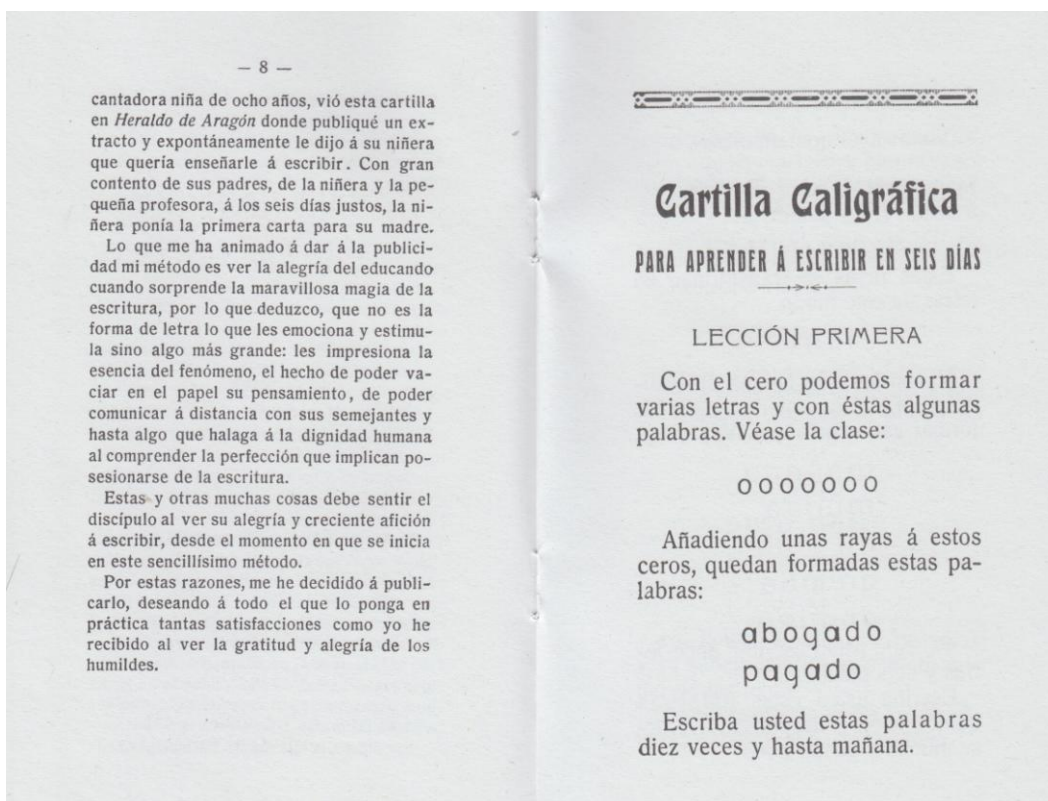 — 8 —
cantadora niña de ocho años, vió esta cartilla
en Heraldo de Aragón donde publiqué un ex-
tracto y expontáneamente le dijo á su niñera
que quería enseñarle á escribir. Con gran
contento de sus padres, de la niñera y la pe-
queña profesora, á los seis días justos, la ni-
ñera ponía la primera carta para su madre.
Lo que me ha animado á dar á la publici-
dad mi método es ver la alegría del educando
cuando sorprende la maravillosa magia de la
escritura, por lo que deduzco, que no es la
forma de letra lo que les emociona y estimu-
la sino algo más grande: les impresiona la
esencia del fenómeno, el hecho de poder va-
ciar en el papel su pensamiento, de poder
comunicar á distancia con sus semejantes y
hasta algo que halaga á la dignidad humana
al comprender la perfección que implican po-
sesionarse de la escritura.
Estas y otras muchas cosas debe sentir el
discípulo al ver su alegría y creciente afición
á escribir, desde el momento en que se inicia
en este sencillísimo método.
Por estas razones, me he decidido á publi-
carlo, deseando á todo el que lo ponga en
práctica tantas satisfacciones como yo he
recibido al ver la gratitud y alegría de los
humildes.
Cartilla Caligráfica
PARA APRENDER Á ESCRIBIR EN SEIS DÍAS
LECCIÓN PRIMERA
Con el cero podemos formar
varias letras y con éstas algunas
palabras. Véase la clase:
ooooooo
Añadiendo unas rayas á estos
ceros, quedan formadas estas pa-
labras:
abogado
pagado
Escriba usted estas palabras
diez veces y hasta mañana.